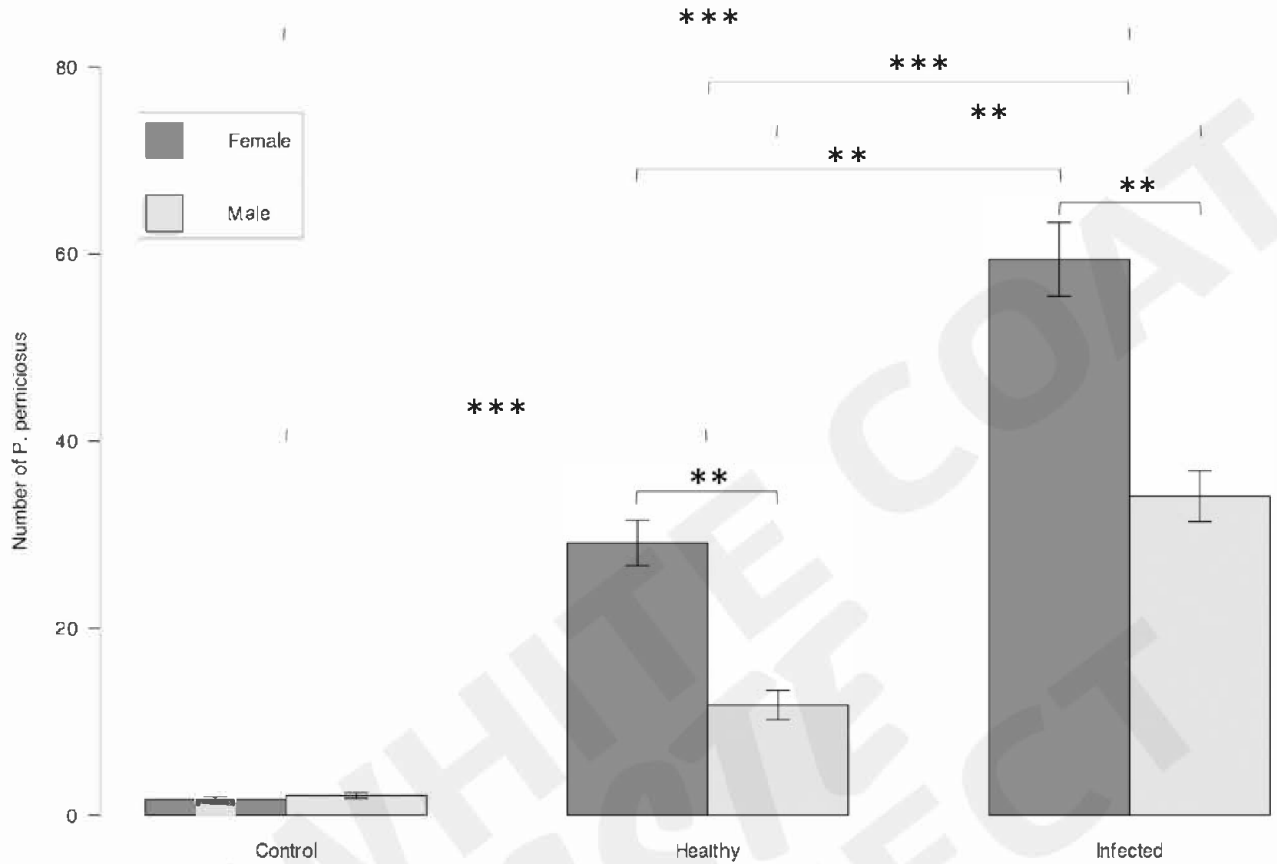 ***
80
***
Female
**
**
Male
**
60
Number of P. perniciosus
***
40
**
20
0
Control
Healthy
Infected
WHITE COAT